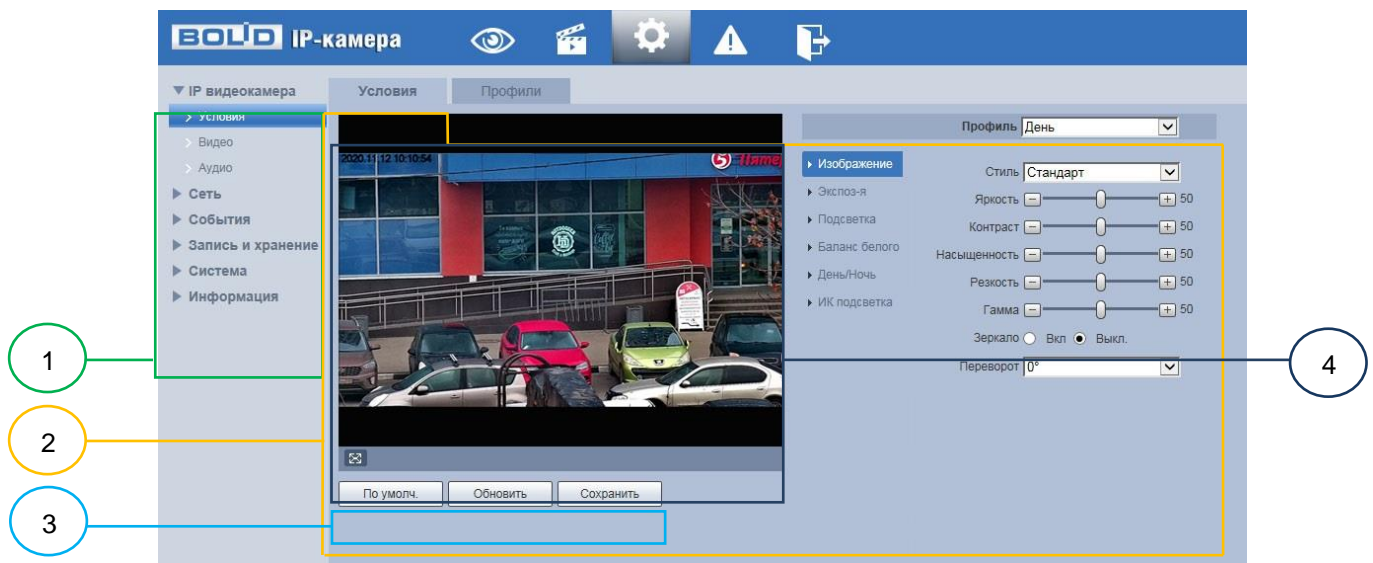 BOLID IP-камера
IP видеокамера
Условия
Профили
Условия
Видео
Аудио
Сеть
События
Запись и хранение
Система
Информация
2020.11.12 10:10:54
5 Пяте
Профиль День
Изображение
Экспоз-я
Подсветка
Баланс белого
День/Ночь
ИК подсветка
Стиль Стандарт
Яркость 50
Контраст 50
Насыщенность 50
Резкость 50
Гамма 50
Зеркало Вкл Выкл.
Переворот 0°
По умолч.
Обновить
Сохранить
1
2
3
4